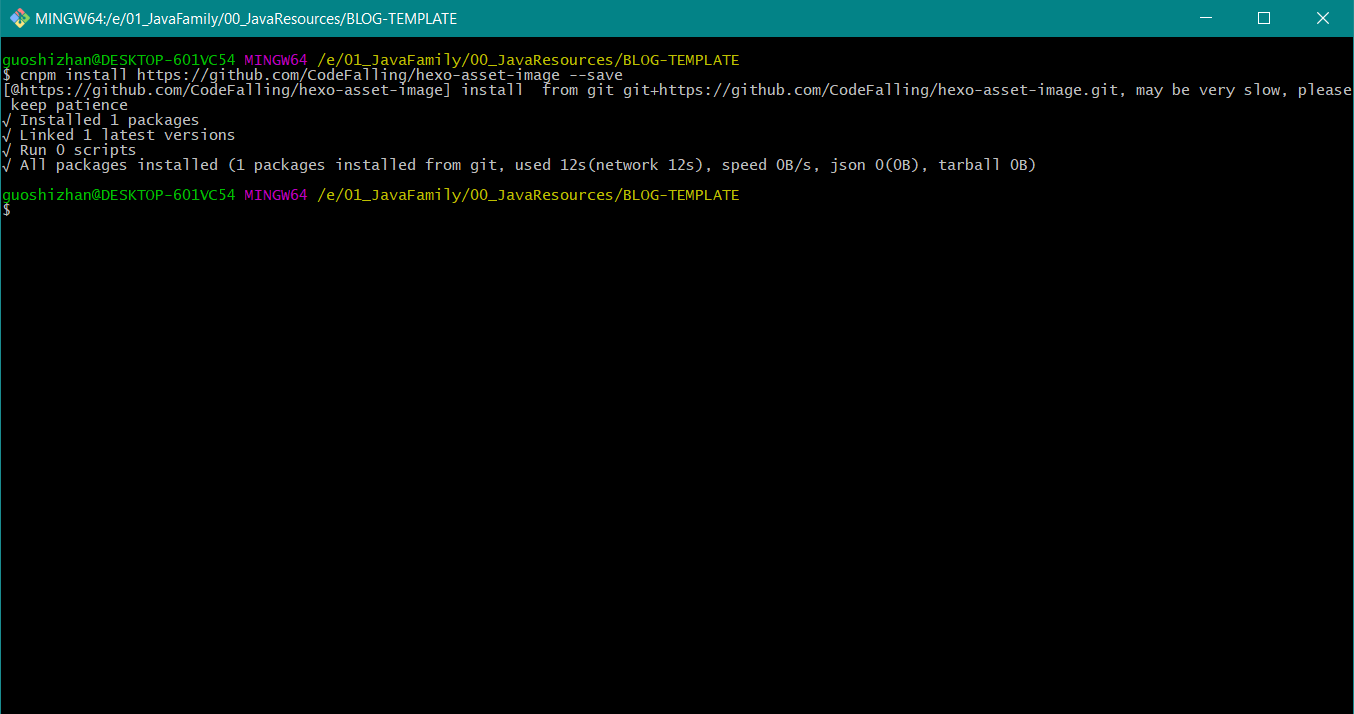 MINGW64:/e/01_JavaFamily/00_JavaResources/BLOG-TEMPLATE
guoshizhan@DESKTOP-601VC54 MINGW64 /e/01_JavaFamily/00_JavaResources/BLOG-TEMPLATE
$ cnpm install https://github.com/CodeFalling/hexo-asset-image --save
[@https://github.com/CodeFalling/hexo-asset-image] install  from git git+https://github.com/CodeFalling/hexo-asset-image.git, may be very slow, please
 keep patience
√ Installed 1 packages
√ Linked 1 latest versions
√ Run 0 scripts
√ All packages installed (1 packages installed from git, used 12s(network 12s), speed 0B/s, json 0(0B), tarball 0B)
guoshizhan@DESKTOP-601VC54 MINGW64 /e/01_JavaFamily/00_JavaResources/BLOG-TEMPLATE
$